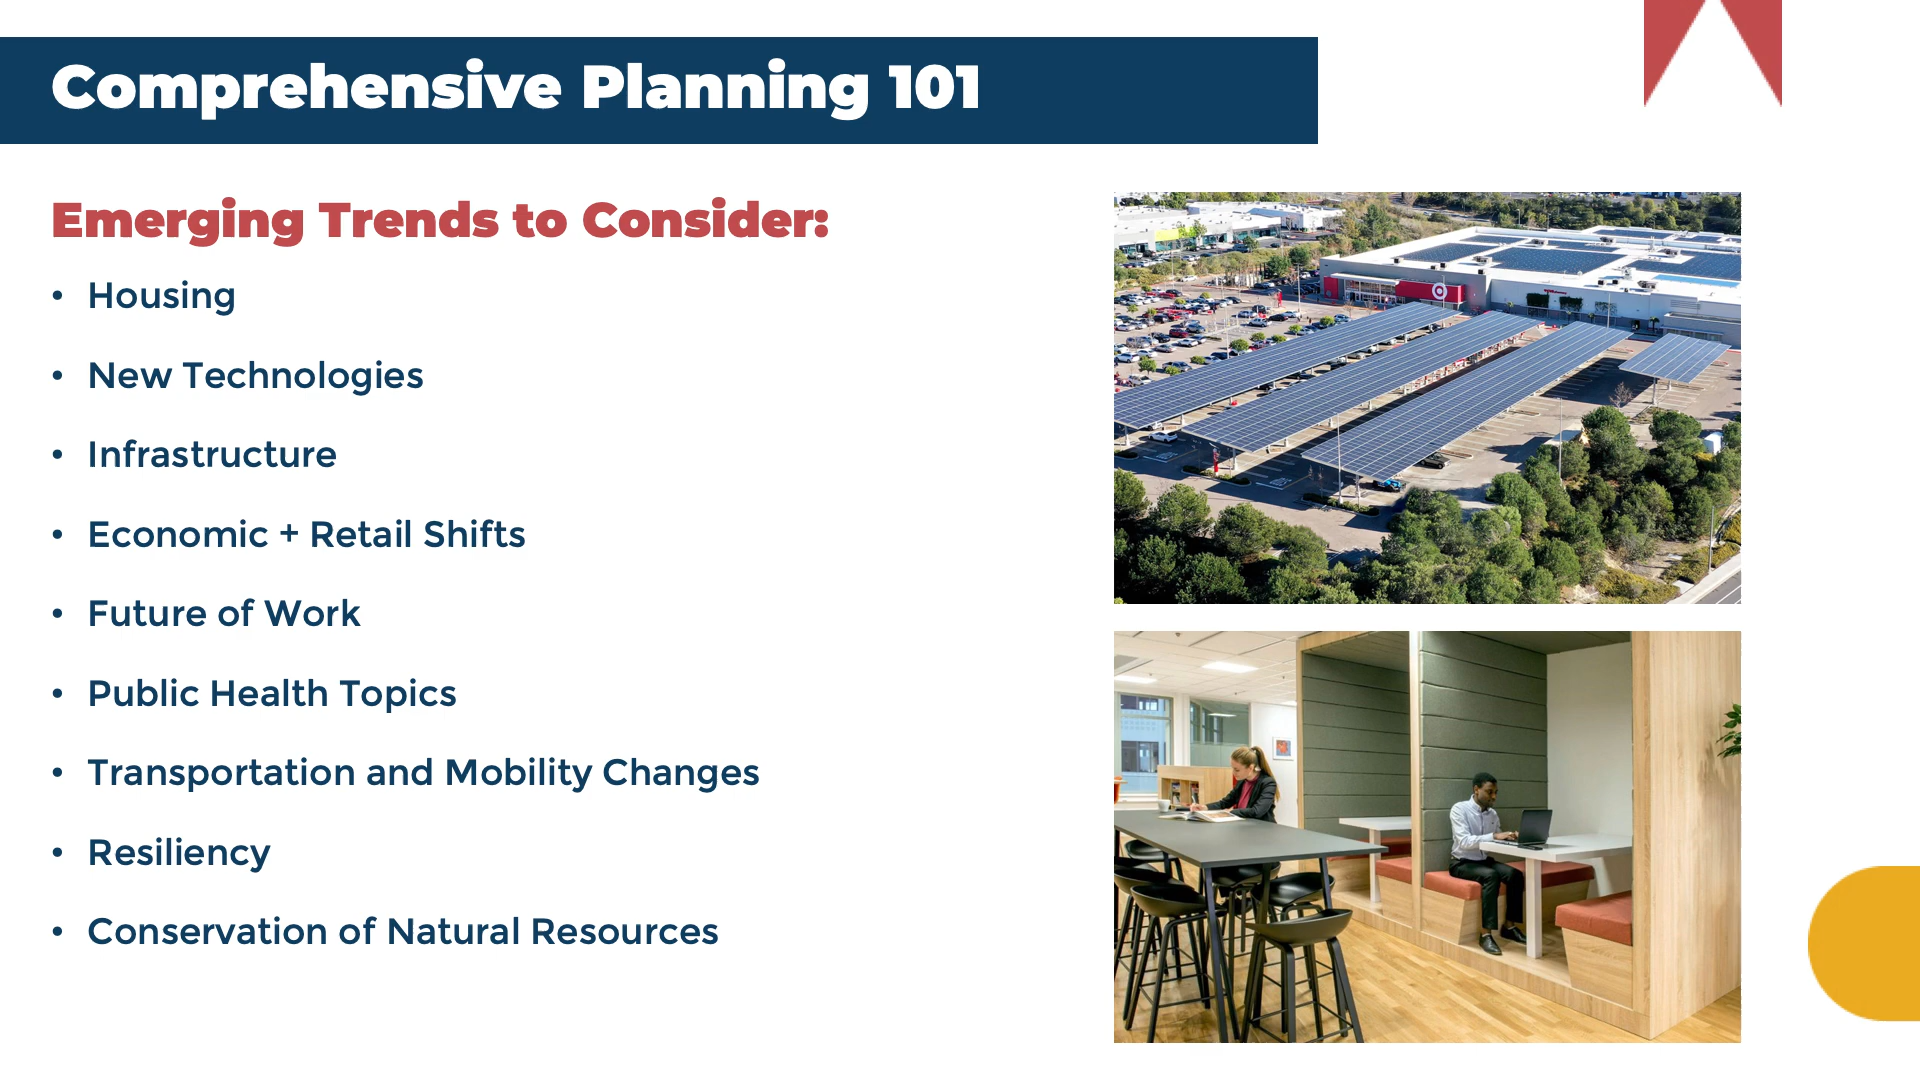 Comprehensive Planning 101
Emerging Trends to Consider:
• Housing
• New Technologies
• Infrastructure
• Economic + Retail Shifts
• Future of Work
• Public Health Topics
• Transportation and Mobility Changes
• Resiliency
• Conservation of Natural Resources